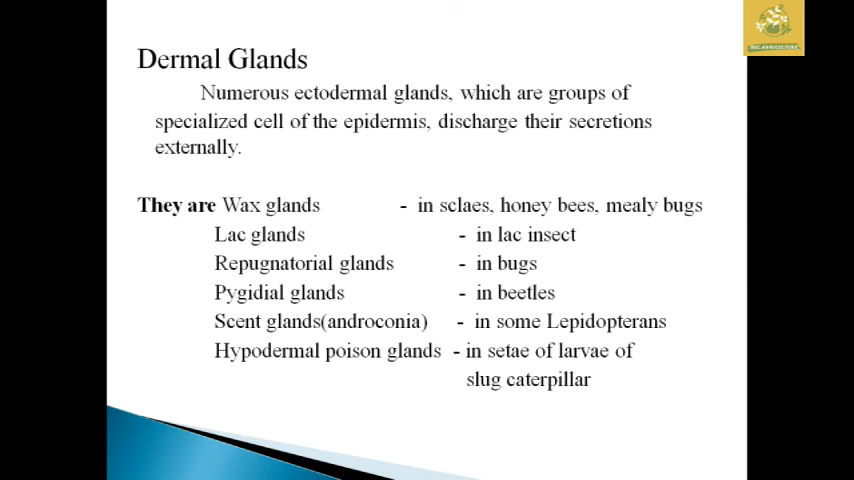 BSC.AGRICULTURE
Dermal Glands
Numerous ectodermal glands, which are groups of
specialized cell of the epidermis, discharge their secretions
externally.
They are Wax glands - in sclaes, honey bees, mealy bugs
Lac glands - in lac insect
Repugnatorial glands - in bugs
Pygidial glands - in beetles
Scent glands(androconia) - in some Lepidopterans
Hypodermal poison glands - in setae of larvae of
slug caterpillar